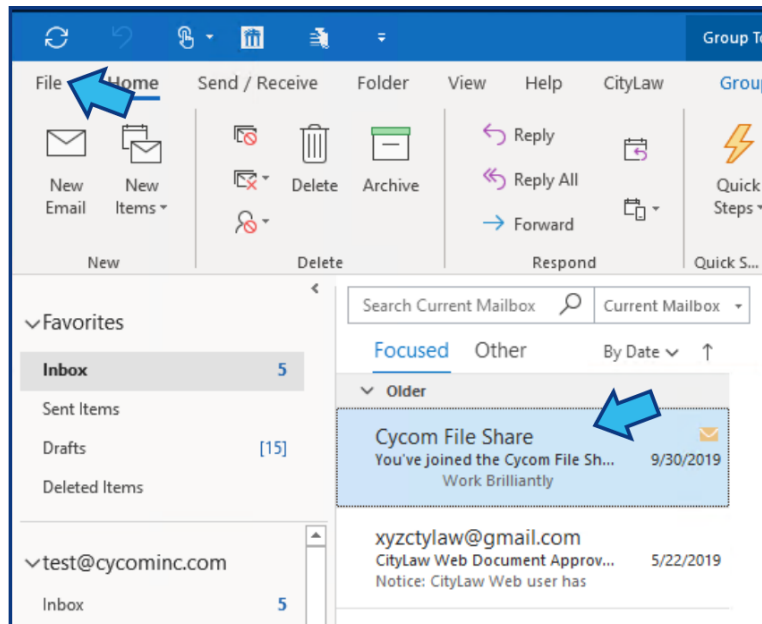 Group T
File Home Send / Receive Folder View Help CityLaw Group
New Email
New Items
Delete
Archive
Reply
Reply All
Forward
Quick Steps
New Delete Respond Quick S...
Favorites
Inbox 5
Sent Items
Drafts [15]
Deleted Items
test@cycominc.com
Inbox 5
Search Current Mailbox Current Mailbox
Focused Other By Date
Older
Cycom File Share
You've joined the Cycom File Sh... 9/30/2019
Work Brilliantly
xyzctylaw@gmail.com
CityLaw Web Document Approv... 5/22/2019
Notice: CityLaw Web user has